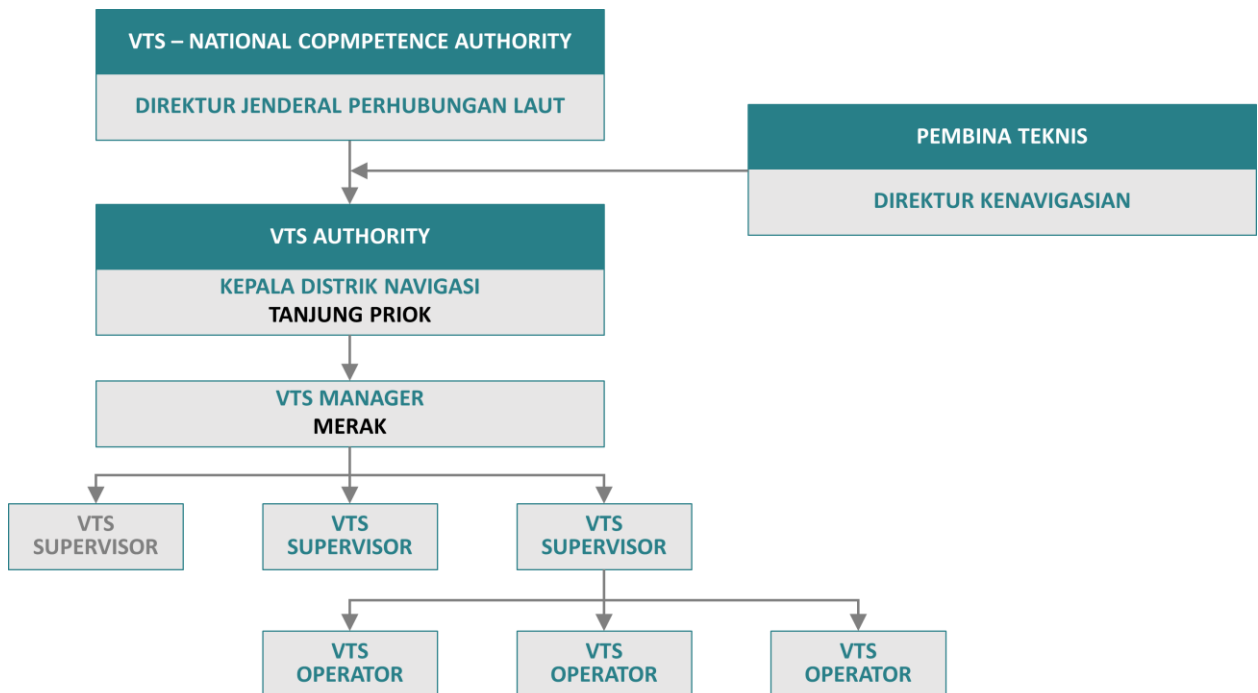 VTS – NATIONAL COPMPETENCE AUTHORITY
DIREKTUR JENDERAL PERHUBUNGAN LAUT
PEMBINA TEKNIS
DIREKTUR KENAVIGASIAN
VTS AUTHORITY
KEPALA DISTRIK NAVIGASI
TANJUNG PRIOK
VTS MANAGER
MERAK
VTS
SUPERVISOR
VTS
SUPERVISOR
VTS
SUPERVISOR
VTS
OPERATOR
VTS
OPERATOR
VTS
OPERATOR